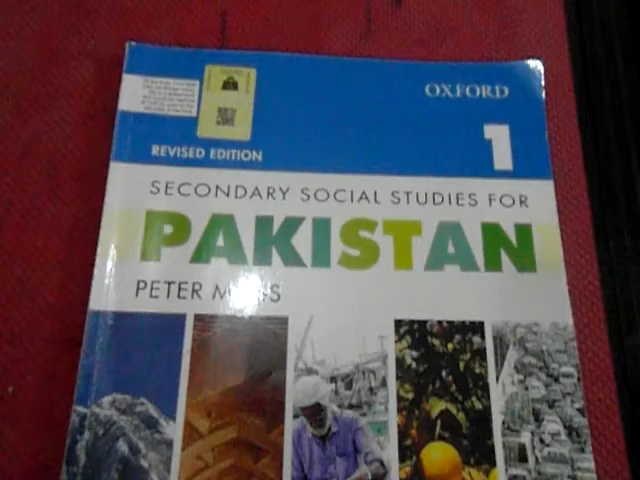 OXFORD
1
REVISED EDITION
SECONDARY SOCIAL STUDIES FOR
PAKISTAN
PETER